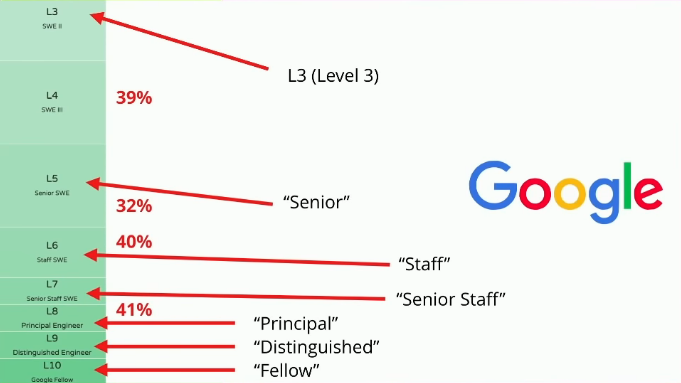 L3
SWE II
L3 (Level 3)
L4
SWE III
39%
L5
Senior SWE
“Senior”
32%
Google
40%
L6
Staff SWE
“Staff”
L7
Senior Staff SWE
“Senior Staff”
41%
L8
Principal Engineer
“Principal”
L9
Distinguished Engineer
“Distinguished”
L10
Google Fellow
“Fellow”